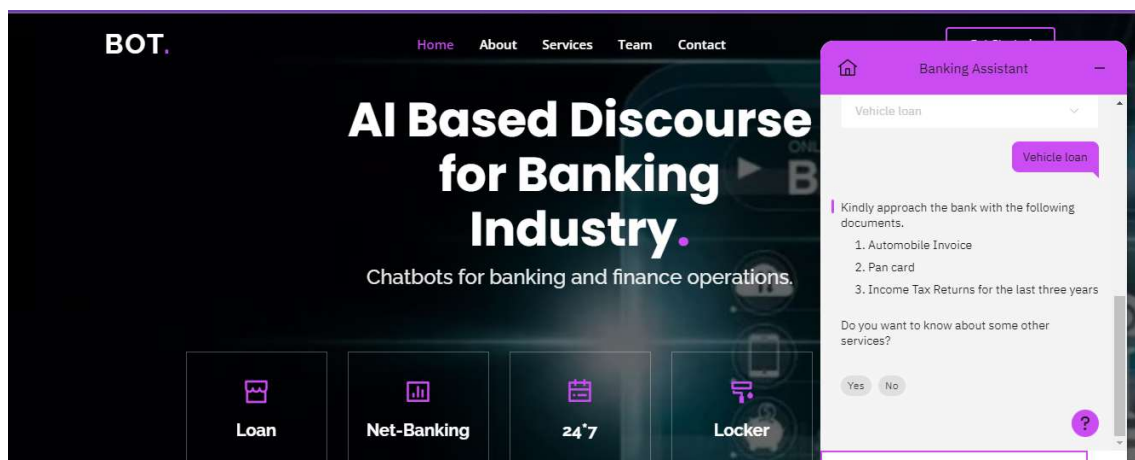 BOT.
Home About Services Team Contact
AI Based Discourse
for Banking
Industry.
Chatbots for banking and finance operations.
Loan
Net-Banking
24*7
Locker
Banking Assistant
Vehicle loan
Vehicle loan
Kindly approach the bank with the following
documents.
1. Automobile Invoice
2. Pan card
3. Income Tax Returns for the last three years
Do you want to know about some other
services?
Yes No
?